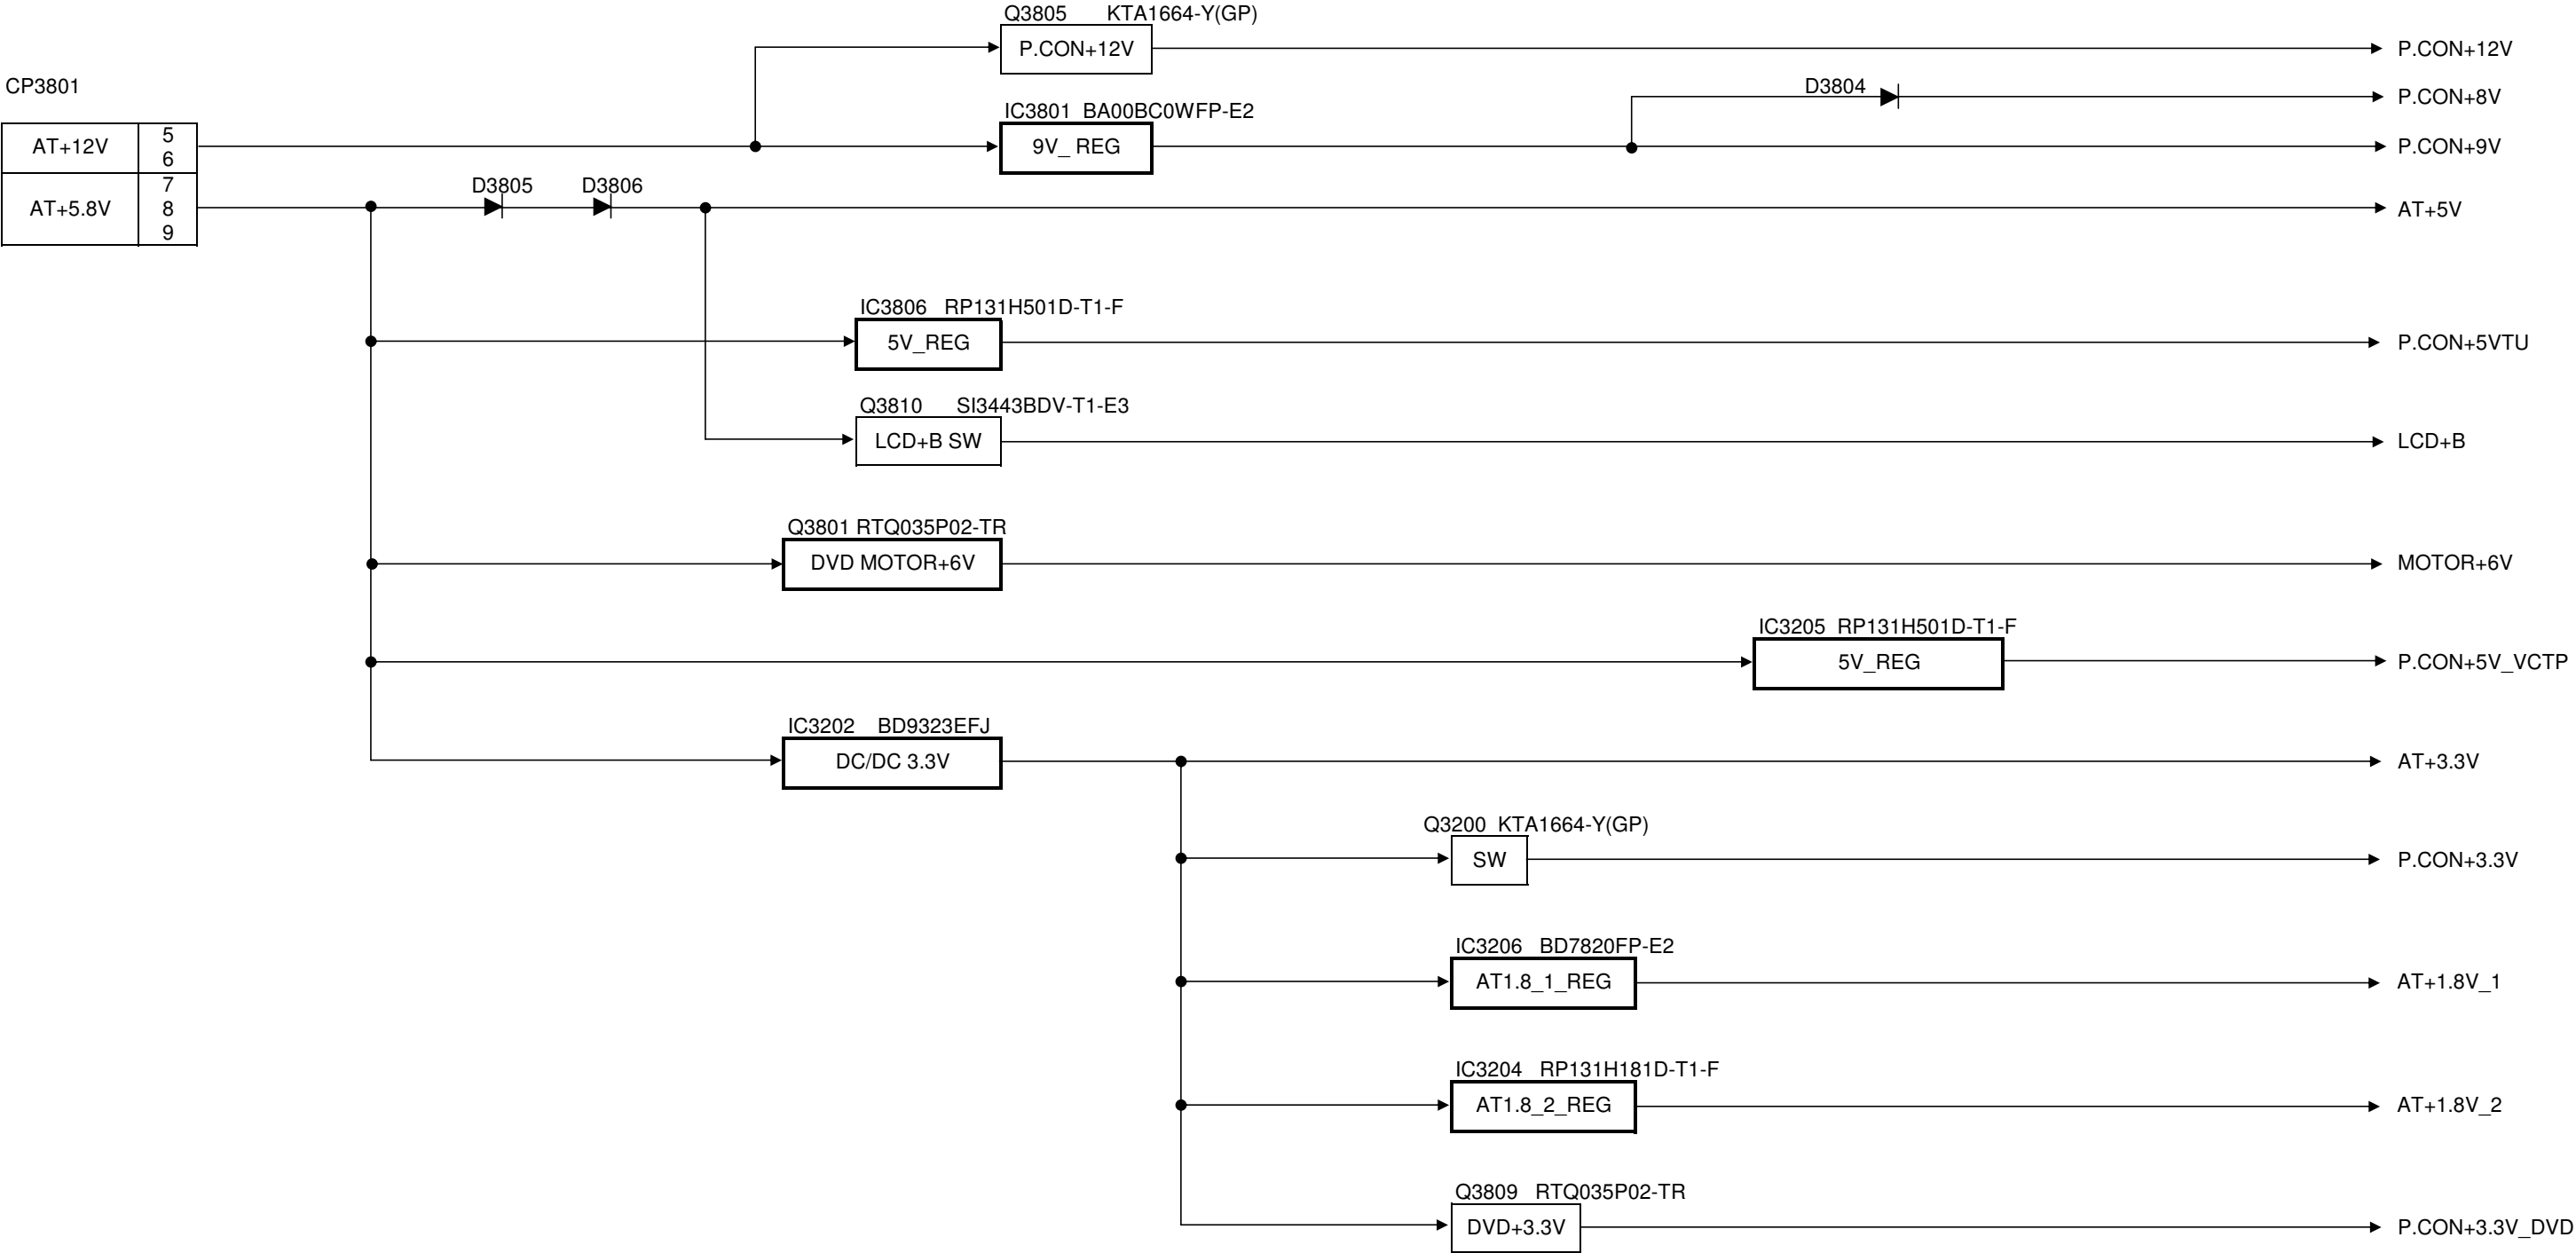 Q3805 KTA1664-Y(GP)
P.CON+12V
P.CON+12V
CP3801
D3804
P.CON+8V
IC3801 BA00BC0WFP-E2
AT+12V
5
6
9V_ REG
P.CON+9V
D3805
D3806
AT+5.8V
7
8
9
AT+5V
IC3806 RP131H501D-T1-F
5V_REG
P.CON+5VTU
Q3810 SI3443BDV-T1-E3
LCD+B SW
LCD+B
Q3801 RTQ035P02-TR
DVD MOTOR+6V
MOTOR+6V
IC3205 RP131H501D-T1-F
5V_REG
P.CON+5V_VCTP
IC3202 BD9323EFJ
DC/DC 3.3V
AT+3.3V
Q3200 KTA1664-Y(GP)
SW
P.CON+3.3V
IC3206 BD7820FP-E2
AT1.8_1_REG
AT+1.8V_1
IC3204 RP131H181D-T1-F
AT1.8_2_REG
AT+1.8V_2
Q3809 RTQ035P02-TR
DVD+3.3V
P.CON+3.3V_DVD